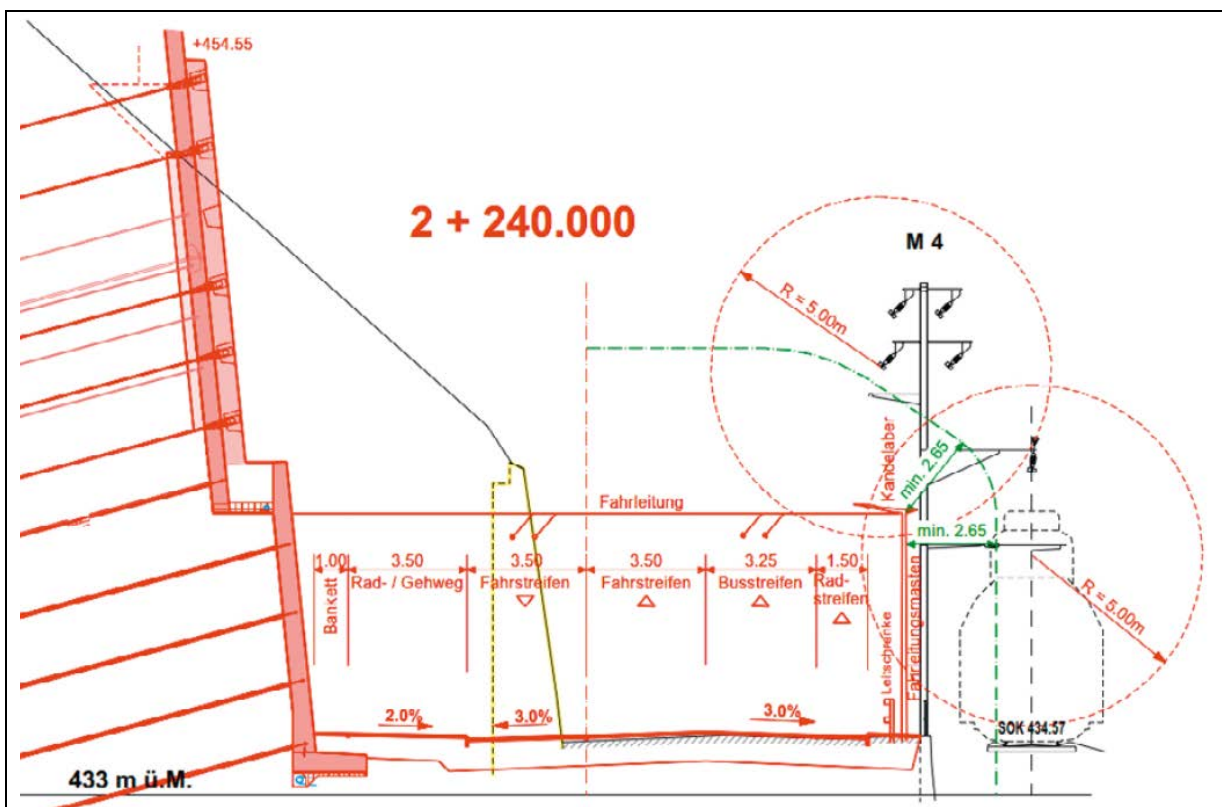 +454.55
2 + 240.000
M 4
R = 5.00m
Kandelaber
min. 2.65
min. 2.65
Fahrleitung
1.00
3.50
3.50
3.50
3.25
1.50
Bankett
Rad- / Gehweg
Fahrstreifen
Fahrstreifen
Busstreifen
Rad-
streifen
Leitschranke
Fahrleitungsmasten
R = 5.00m
2.0%
3.0%
3.0%
SOK 434.57
433 m ü.M.